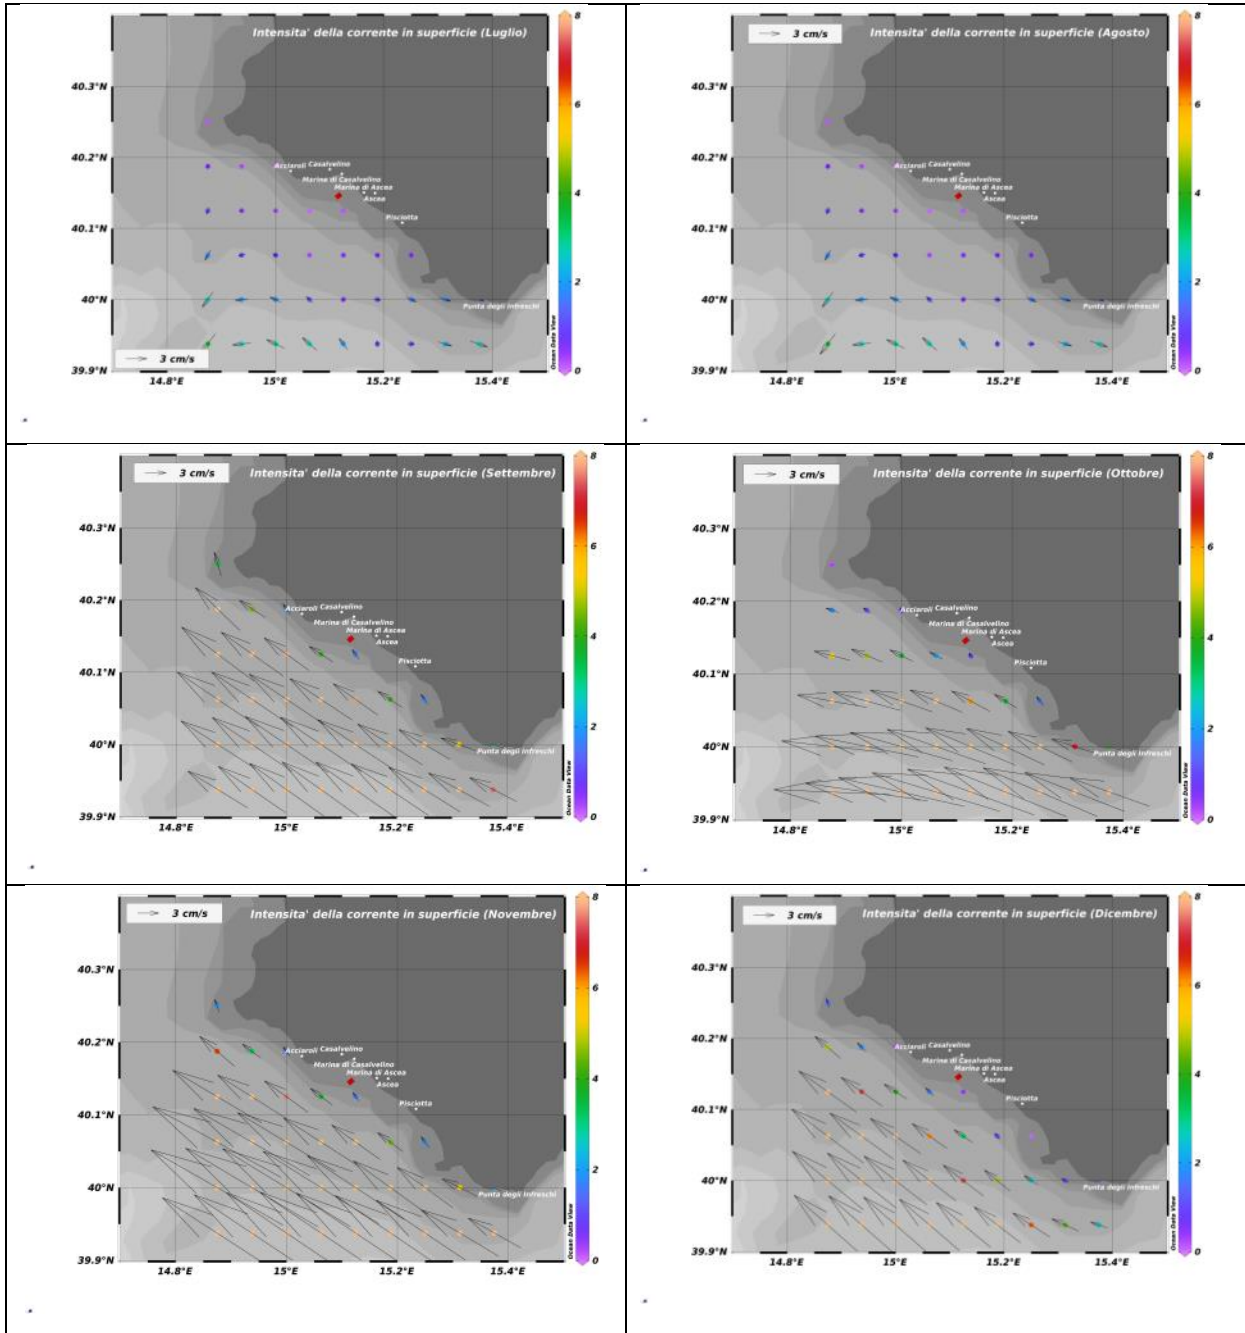 Intensita' della corrente in superficie (Luglio)
8
40.3°N
6
40.2°N
Acciaroli
Casalvelino
Marina di Casalvelino
Marina di Ascea
Ascea
4
Pisciotta
40.1°N
2
40°N
Punta degli Infreschi
3 cm/s
Ocean Data View
39.9°N
0
14.8°E
15°E
15.2°E
15.4°E
3 cm/s
Intensita' della corrente in superficie (Agosto)
8
40.3°N
6
40.2°N
Acciaroli
Casalvelino
Marina di Casalvelino
Marina di Ascea
Ascea
4
Pisciotta
40.1°N
2
40°N
Punta degli Infreschi
Ocean Data View
39.9°N
0
14.8°E
15°E
15.2°E
15.4°E
3 cm/s
Intensita' della corrente in superficie (Settembre)
8
40.3°N
6
40.2°N
Acciaroli
Casalvelino
Marina di Casalvelino
Marina di Ascea
Ascea
4
Pisciotta
40.1°N
2
40°N
Punta degli Infreschi
Ocean Data View
39.9°N
0
14.8°E
15°E
15.2°E
15.4°E
3 cm/s
Intensita' della corrente in superficie (Ottobre)
8
40.3°N
6
40.2°N
Acciaroli
Casalvelino
Marina di Casalvelino
Marina di Ascea
Ascea
4
Pisciotta
40.1°N
2
40°N
Punta degli Infreschi
Ocean Data View
39.9°N
0
14.8°E
15°E
15.2°E
15.4°E
3 cm/s
Intensita' della corrente in superficie (Novembre)
8
40.3°N
6
40.2°N
Acciaroli
Casalvelino
Marina di Casalvelino
Marina di Ascea
Ascea
4
Pisciotta
40.1°N
2
40°N
Punta degli Infreschi
Ocean Data View
39.9°N
0
14.8°E
15°E
15.2°E
15.4°E
3 cm/s
Intensita' della corrente in superficie (Dicembre)
8
40.3°N
6
40.2°N
Acciaroli
Casalvelino
Marina di Casalvelino
Marina di Ascea
Ascea
4
Pisciotta
40.1°N
2
40°N
Punta degli Infreschi
Ocean Data View
39.9°N
0
14.8°E
15°E
15.2°E
15.4°E